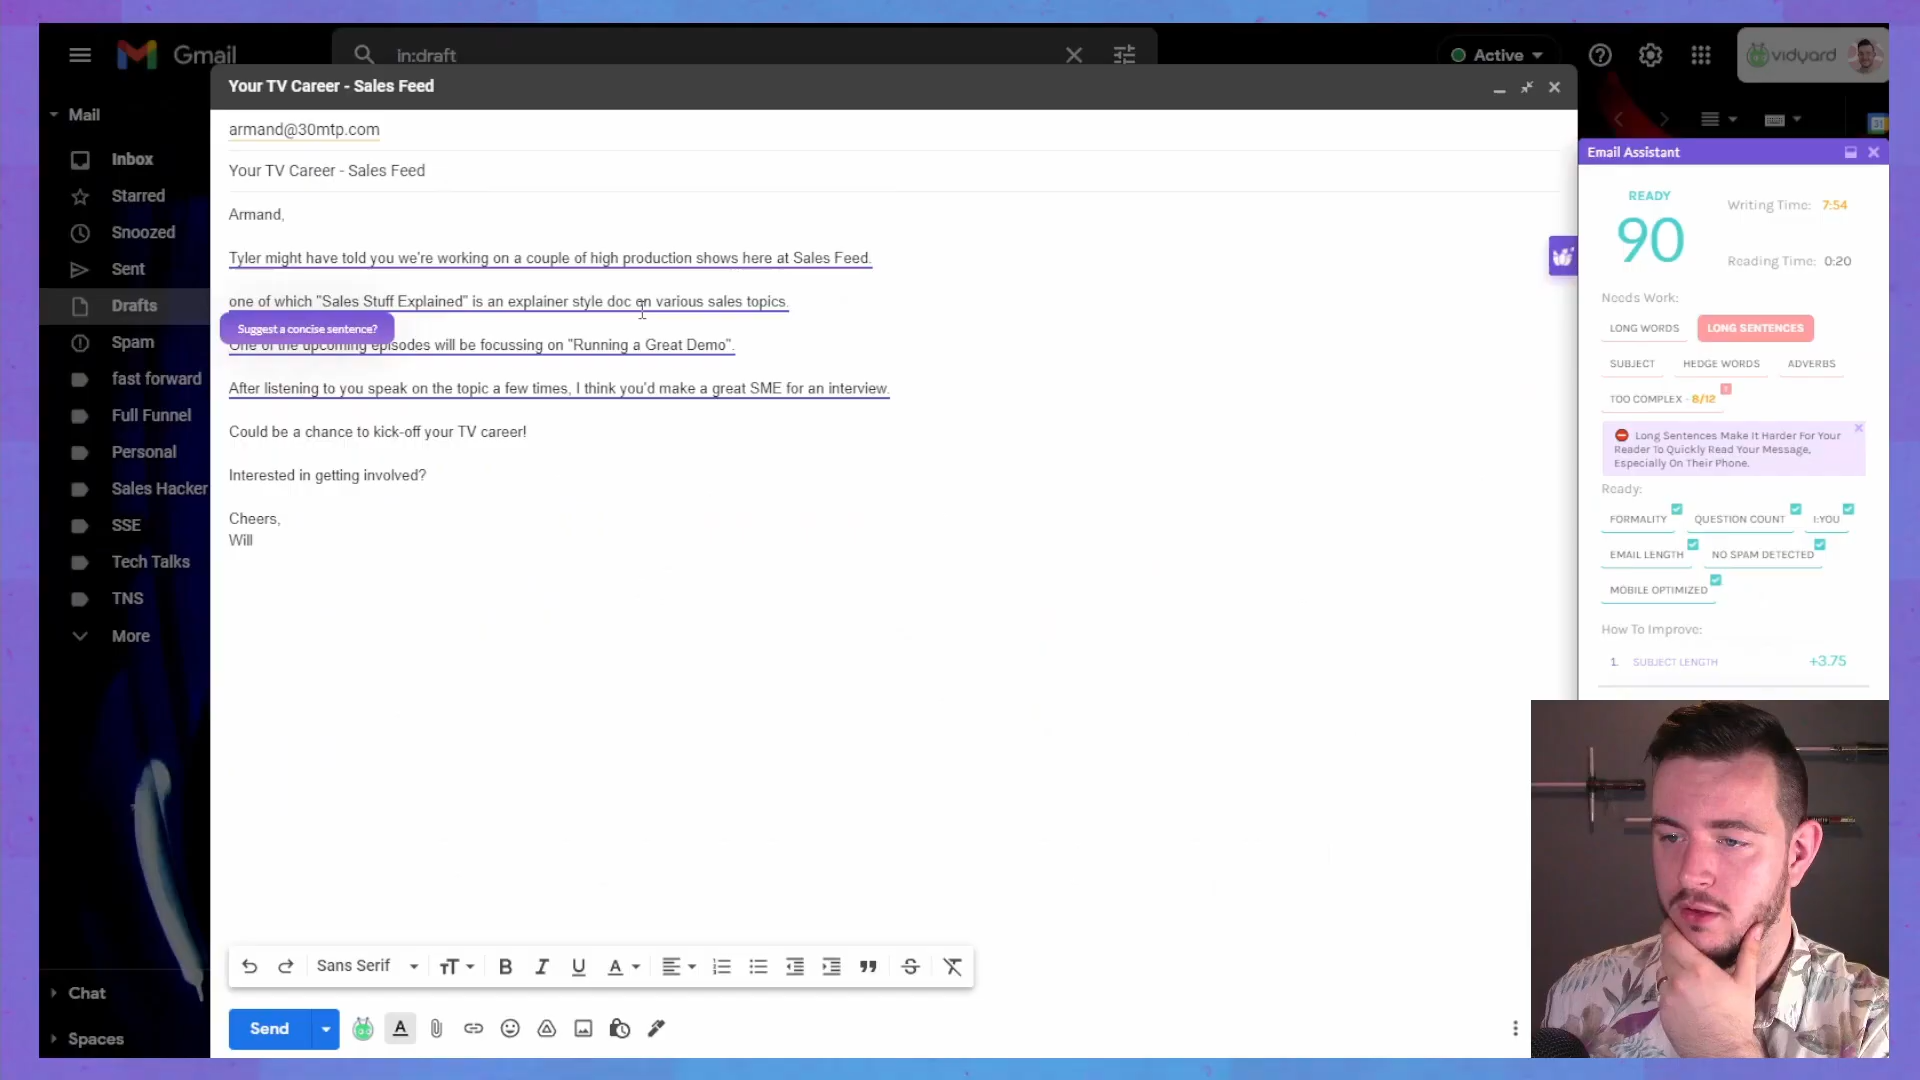 Gmail
in:draft
Active
vidyard
Your TV Career - Sales Feed
armand@30mtp.com
Your TV Career - Sales Feed
Armand,
Tyler might have told you we're working on a couple of high production shows here at Sales Feed.
one of which "Sales Stuff Explained" is an explainer style doc on various sales topics.
Suggest a concise sentence?
One of the upcoming episodes will be focussing on "Running a Great Demo".
After listening to you speak on the topic a few times, I think you'd make a great SME for an interview.
Could be a chance to kick-off your TV career!
Interested in getting involved?
Cheers,
Will
Mail
Inbox
Starred
Snoozed
Sent
Drafts
Spam
fast forward
Full Funnel
Personal
Sales Hacker
SSE
Tech Talks
TNS
More
Chat
Spaces
Sans Serif
Send
31
Email Assistant
READY
90
Writing Time: 7:54
Reading Time: 0:20
Needs Work:
LONG WORDS LONG SENTENCES
SUBJECT HEDGE WORDS ADVERBS
TOO COMPLEX - 8/12
Long Sentences Make It Harder For Your
Reader To Quickly Read Your Message,
Especially On Their Phone.
Ready:
FORMALITY QUESTION COUNT I:YOU
EMAIL LENGTH NO SPAM DETECTED
MOBILE OPTIMIZED
How To Improve:
1. SUBJECT LENGTH +3.75